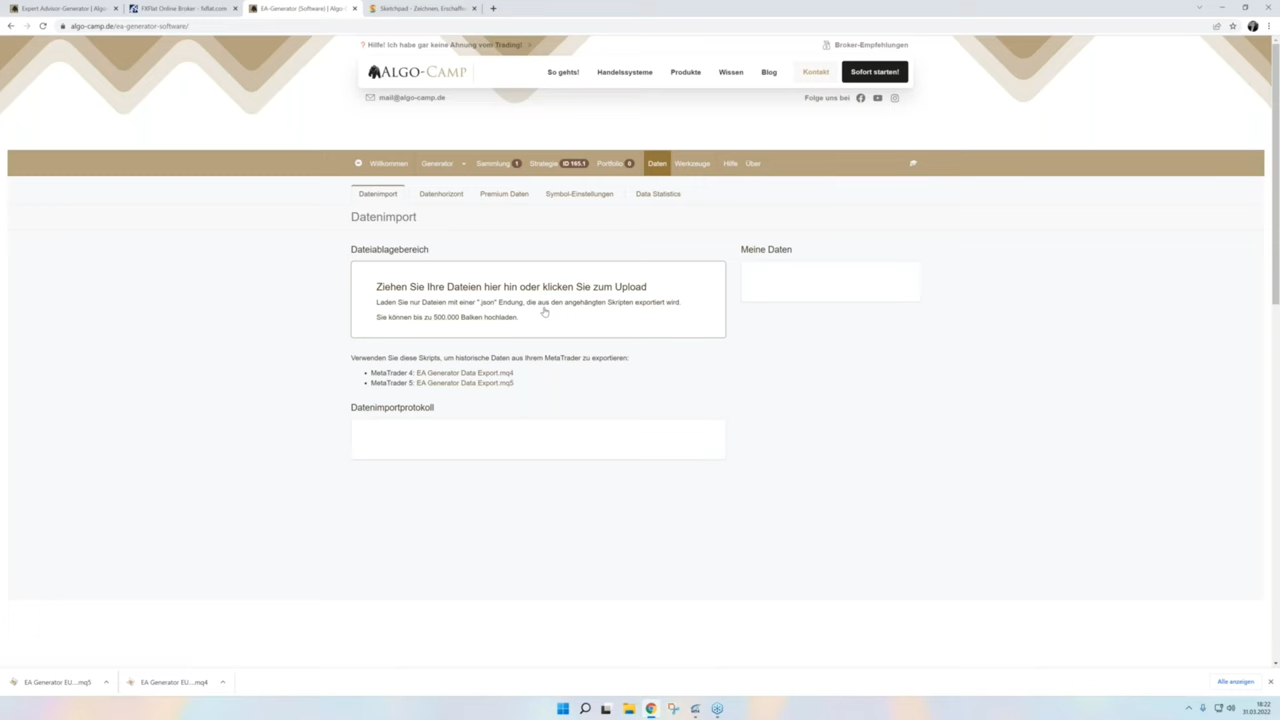 Expert Advisor-Generator | Algo-
FXFlat Online Broker - fxflat.com
EA-Generator (Software) | Algo-
Sketchpad - Zeichnen, Erschaffe
algo-camp.de/ea-generator-software/
? Hilfe! Ich habe gar keine Ahnung vom Trading!
Broker-Empfehlungen
ALGO-CAMP
So gehts!
Handelssysteme
Produkte
Wissen
Blog
Kontakt
Sofort starten!
mail@algo-camp.de
Folge uns bei
Willkommen
Generator
Sammlung 1
Strategie ID 165.1
Portfolio 0
Daten
Werkzeuge
Hilfe
Über
Datenimport
Datenhorizont
Premium Daten
Symbol-Einstellungen
Data Statistics
Datenimport
Dateiablagebereich
Meine Daten
Ziehen Sie Ihre Dateien hier hin oder klicken Sie zum Upload
Laden Sie nur Dateien mit einer ".json" Endung, die aus den angehängten Skripten exportiert wird.
Sie können bis zu 500.000 Balken hochladen.
Verwenden Sie diese Skripts, um historische Daten aus Ihrem MetaTrader zu exportieren:
• MetaTrader 4: EA Generator Data Export.mq4
• MetaTrader 5: EA Generator Data Export.mq5
Datenimportprotokoll
EA Generator EU....mq5
EA Generator EU....mq4
Alle anzeigen
18:22
31.03.2022